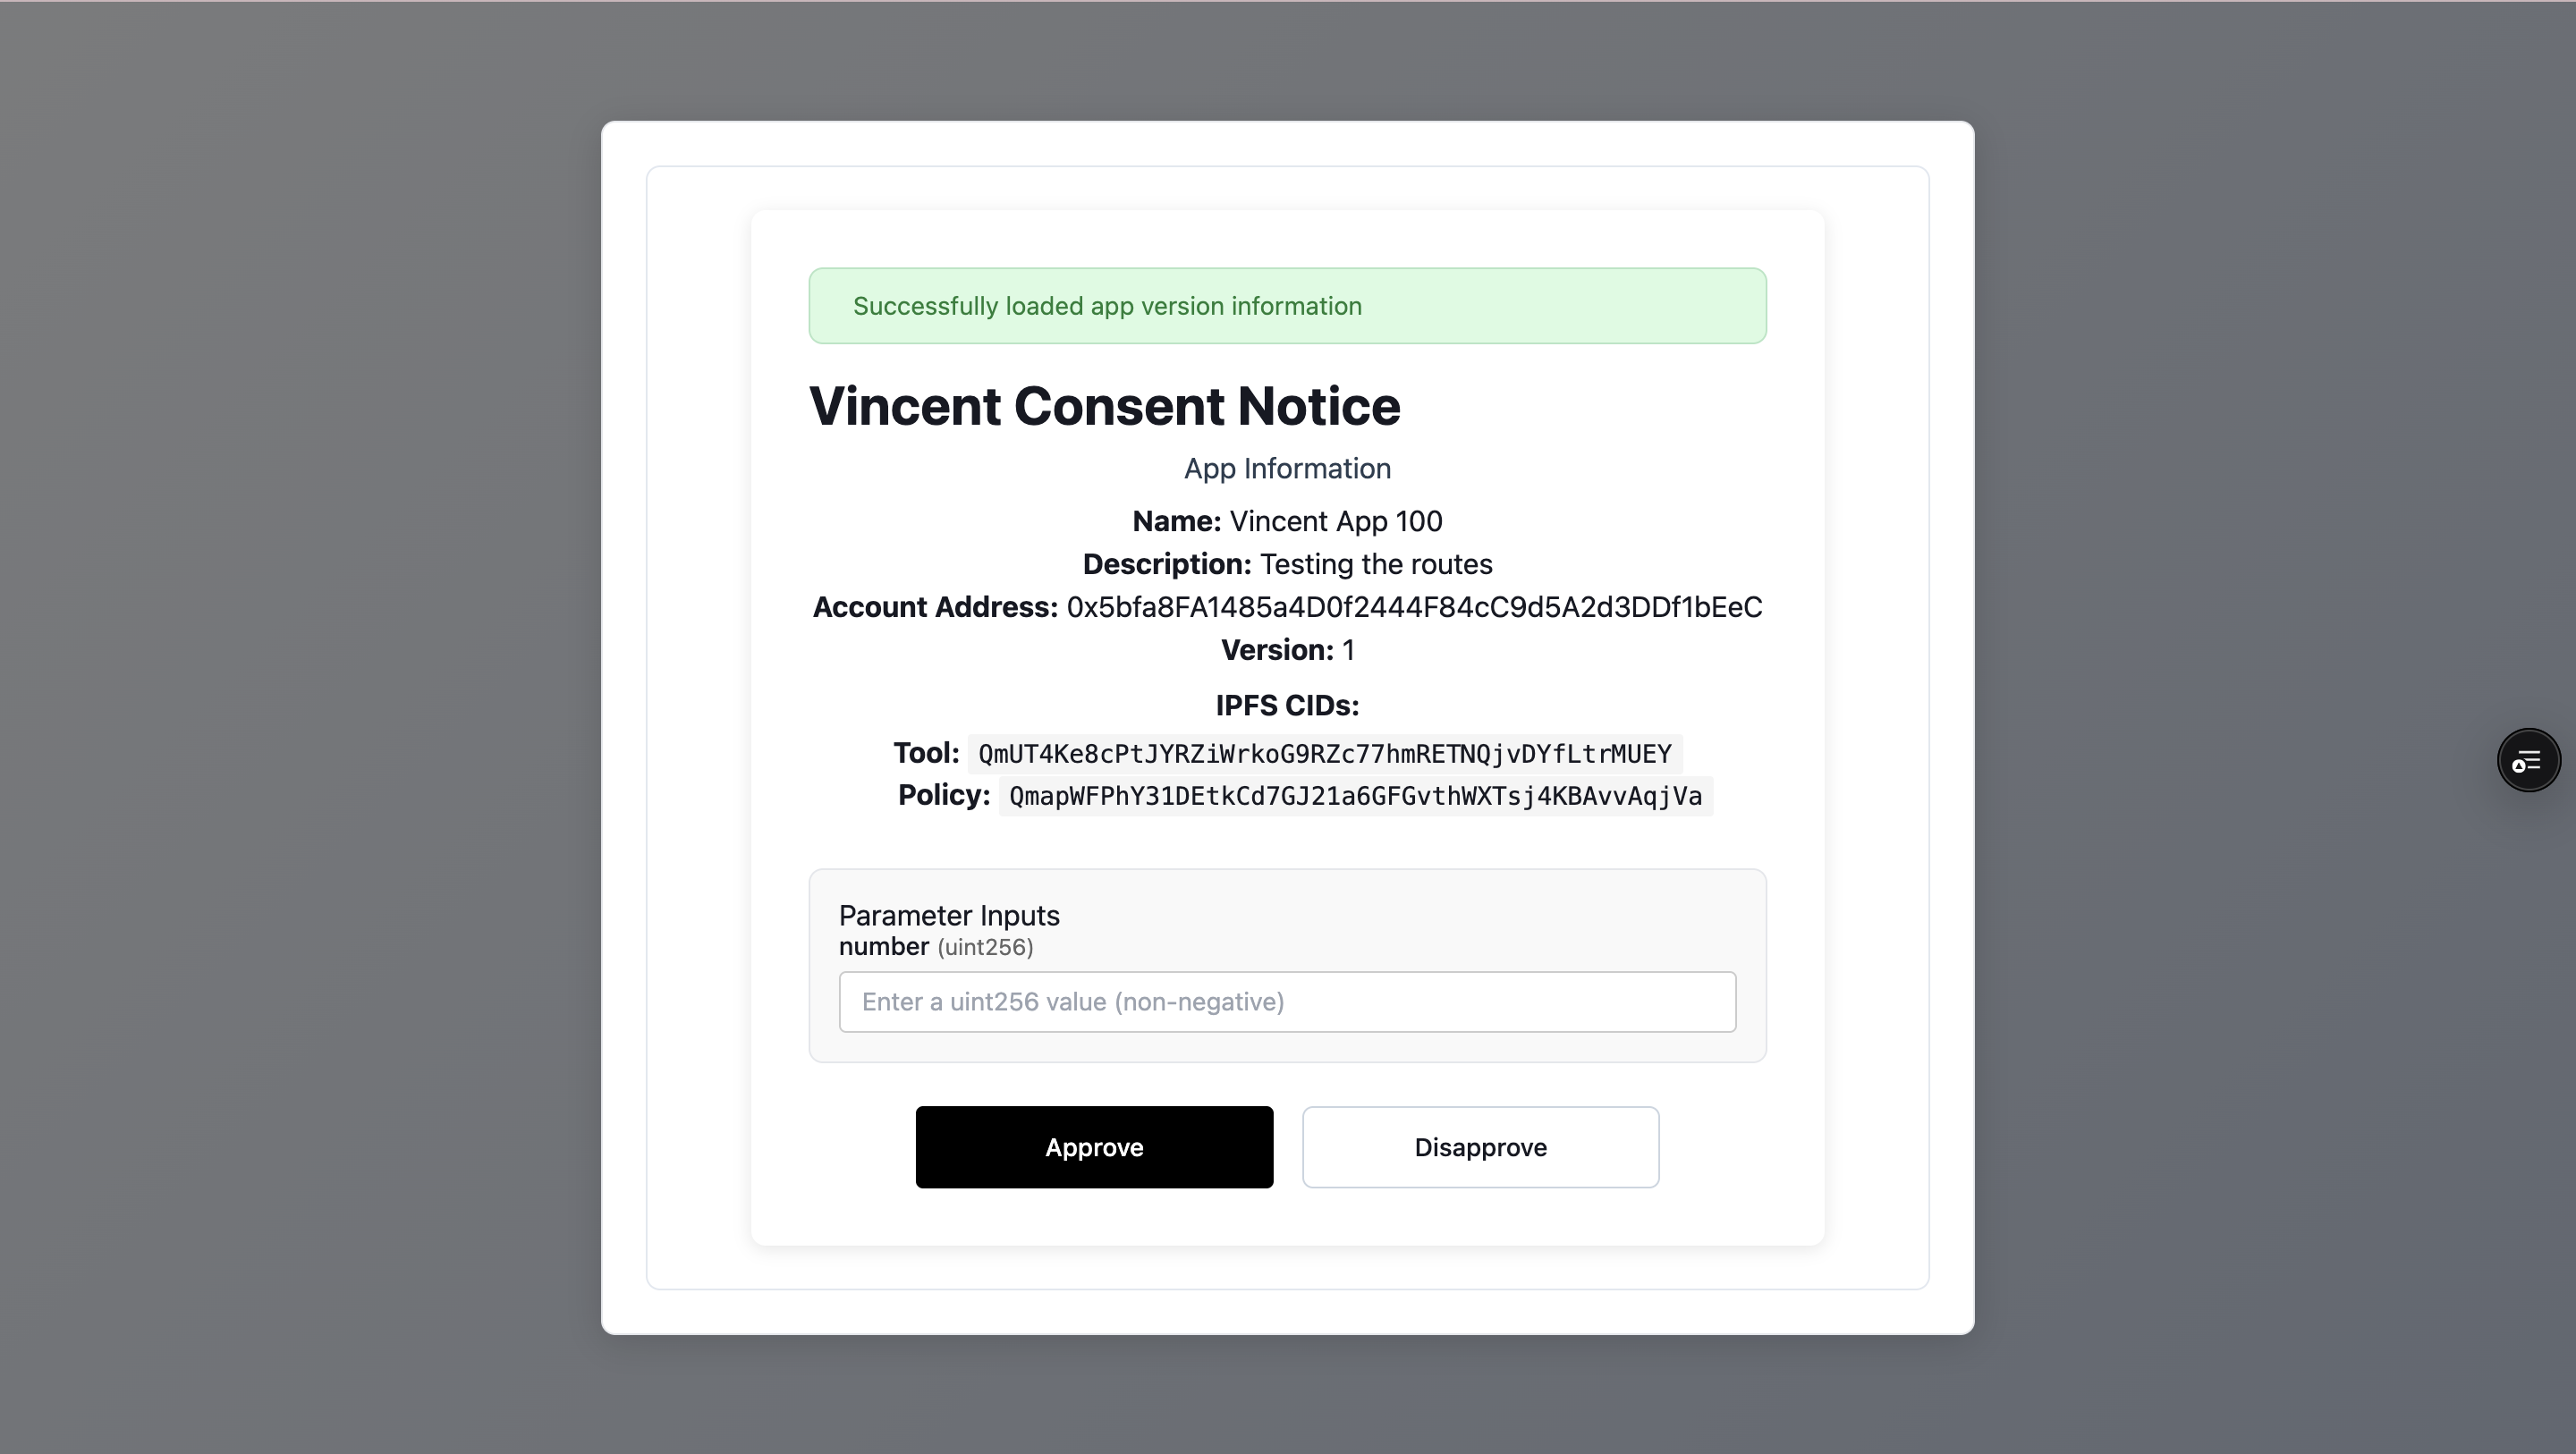 Successfully loaded app version information
Vincent Consent Notice
App Information
Name: Vincent App 100
Description: Testing the routes
Account Address: 0x5bfa8FA1485a4D0f2444F84cC9d5A2d3DDf1bEeC
Version: 1
IPFS CIDs:
Tool: QmUT4Ke8cPtJYRZiWrkoG9RZc77hmRETNQjvDYfLtrMUEY
Policy: QmapWFPhY31DEtkCd7GJ21a6GFGvthWXTsj4KBAvvAqjVa
Parameter Inputs
number (uint256)
Enter a uint256 value (non-negative)
Approve
Disapprove